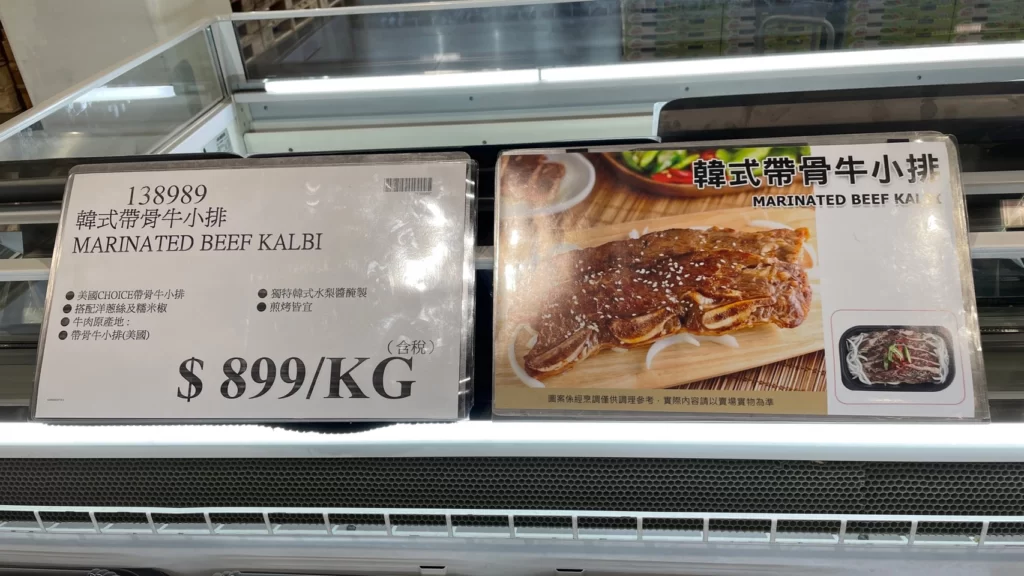 138989
韓式帶骨牛小排
MARINATED BEEF KALBI
美國CHOICE帶骨牛小排
搭配洋蔥絲及糯米椒
牛肉原產地：
帶骨牛小排(美國)
獨特韓式水梨醬醃製
煎烤皆宜
(含稅)
$ 899/KG
韓式帶骨牛小排
MARINATED BEEF KALBI
圖案係經烹調僅供調理參考，實際內容請以賣場實物為準